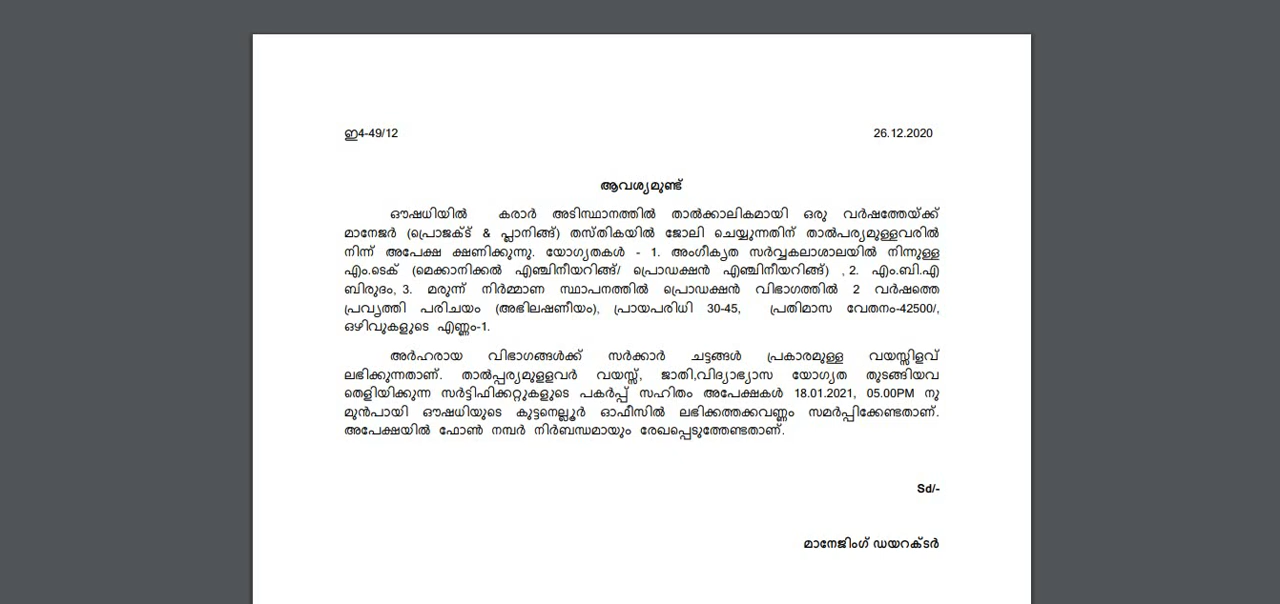 ഇ4-49/12 26.12.2020
ആവശ്യമുണ്ട്
ഔഷധിയിൽ കരാർ അടിസ്ഥാനത്തിൽ താൽക്കാലികമായി ഒരു വർഷത്തേയ്ക്ക്
മാനേജർ (പ്രൊജക്ട് & പ്ലാനിങ്ങ്) തസ്തികയിൽ ജോലി ചെയ്യുന്നതിന് താൽപര്യമുള്ളവരിൽ
നിന്ന് അപേക്ഷ ക്ഷണിക്കുന്നു. യോഗ്യതകൾ - 1. അംഗീകൃത സർവ്വകലാശാലയിൽ നിന്നുള്ള
എം.ടെക് (മെക്കാനിക്കൽ എഞ്ചിനീയറിങ്ങ്/ പ്രൊഡക്ഷൻ എഞ്ചിനീയറിങ്ങ്) , 2. എം.ബി.എ
ബിരുദം, 3. മരുന്ന് നിർമ്മാണ സ്ഥാപനത്തിൽ പ്രൊഡക്ഷൻ വിഭാഗത്തിൽ 2 വർഷത്തെ
പ്രവൃത്തി പരിചയം (അഭിലഷണീയം), പ്രായപരിധി 30-45, പ്രതിമാസ വേതനം-42500/,
ഒഴിവുകളുടെ എണ്ണം-1.
അർഹരായ വിഭാഗങ്ങൾക്ക് സർക്കാർ ചട്ടങ്ങൾ പ്രകാരമുള്ള വയസ്സിളവ്
ലഭിക്കുന്നതാണ്. താൽപ്പര്യമുളളവർ വയസ്സ്, ജാതി,വിദ്യാഭ്യാസ യോഗ്യത തുടങ്ങിയവ
തെളിയിക്കുന്ന സർട്ടിഫിക്കറ്റുകളുടെ പകർപ്പ് സഹിതം അപേക്ഷകൾ 18.01.2021, 05.00PM നു
മുൻപായി ഔഷധിയുടെ കുട്ടനെല്ലൂർ ഓഫീസിൽ ലഭിക്കത്തക്കവണ്ണം സമർപ്പിക്കേണ്ടതാണ്.
അപേക്ഷയിൽ ഫോൺ നമ്പർ നിർബന്ധമായും രേഖപ്പെടുത്തേണ്ടതാണ്.
Sd/-
മാനേജിംഗ് ഡയറക്ടർ